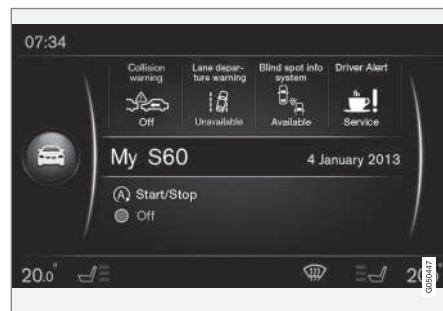 07:34
Collision warning
Lane depar-
ture warning
Blind spot info system
Driver Alert
Off
Unavailable
Available
Service
My S60
4 January 2013
A Start/Stop
Off
20.0°
20
G050447